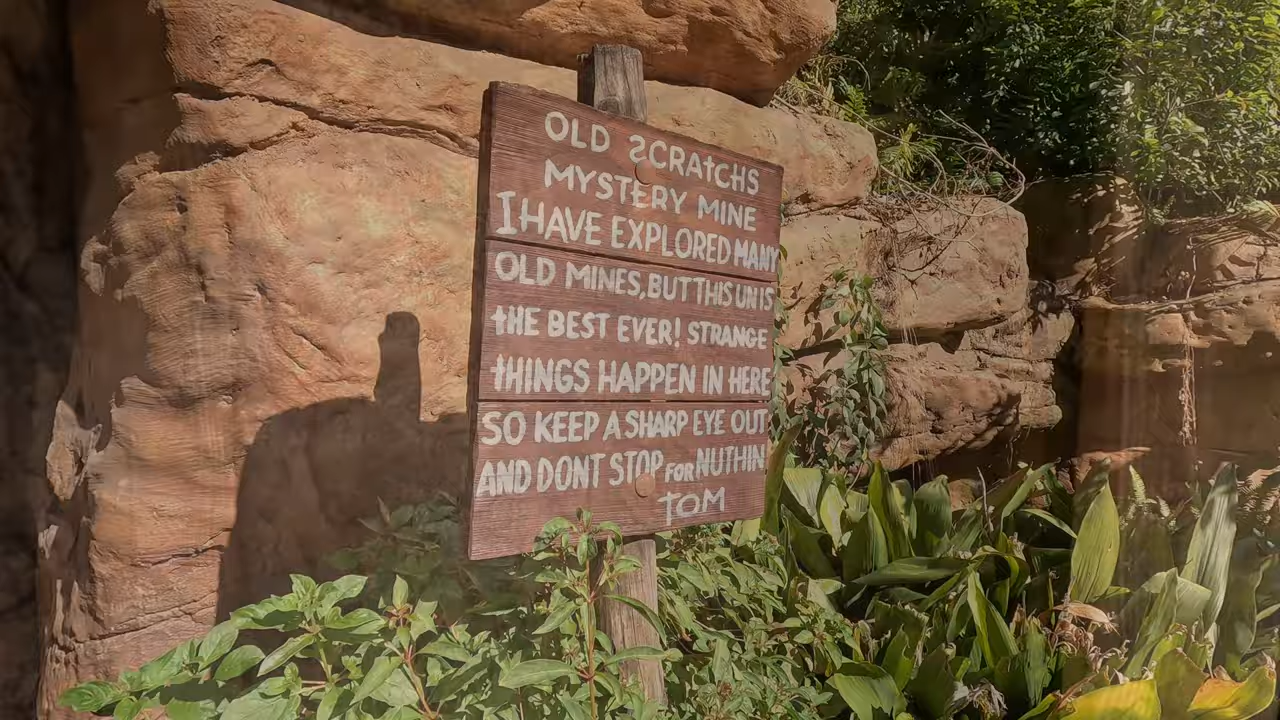 OLD SCRATCHS
MYSTERY MINE
I HAVE EXPLORED MANY
OLD MINES, BUT THIS UN IS
tHE BEST EVER! STRANGE
tHINGS HAPPEN IN HERE
SO KEEP A SHARP EYE OUT
AND DONT STOP FOR NUTHIN
TOM